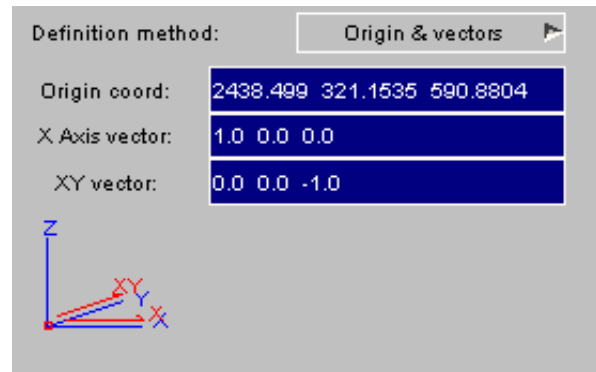 Definition method: Origin & vectors
Origin coord: 2438.499 321.1535 590.8804
X Axis vector: 1.0 0.0 0.0
XY vector: 0.0 0.0 -1.0
Z
XY
Y
X
X